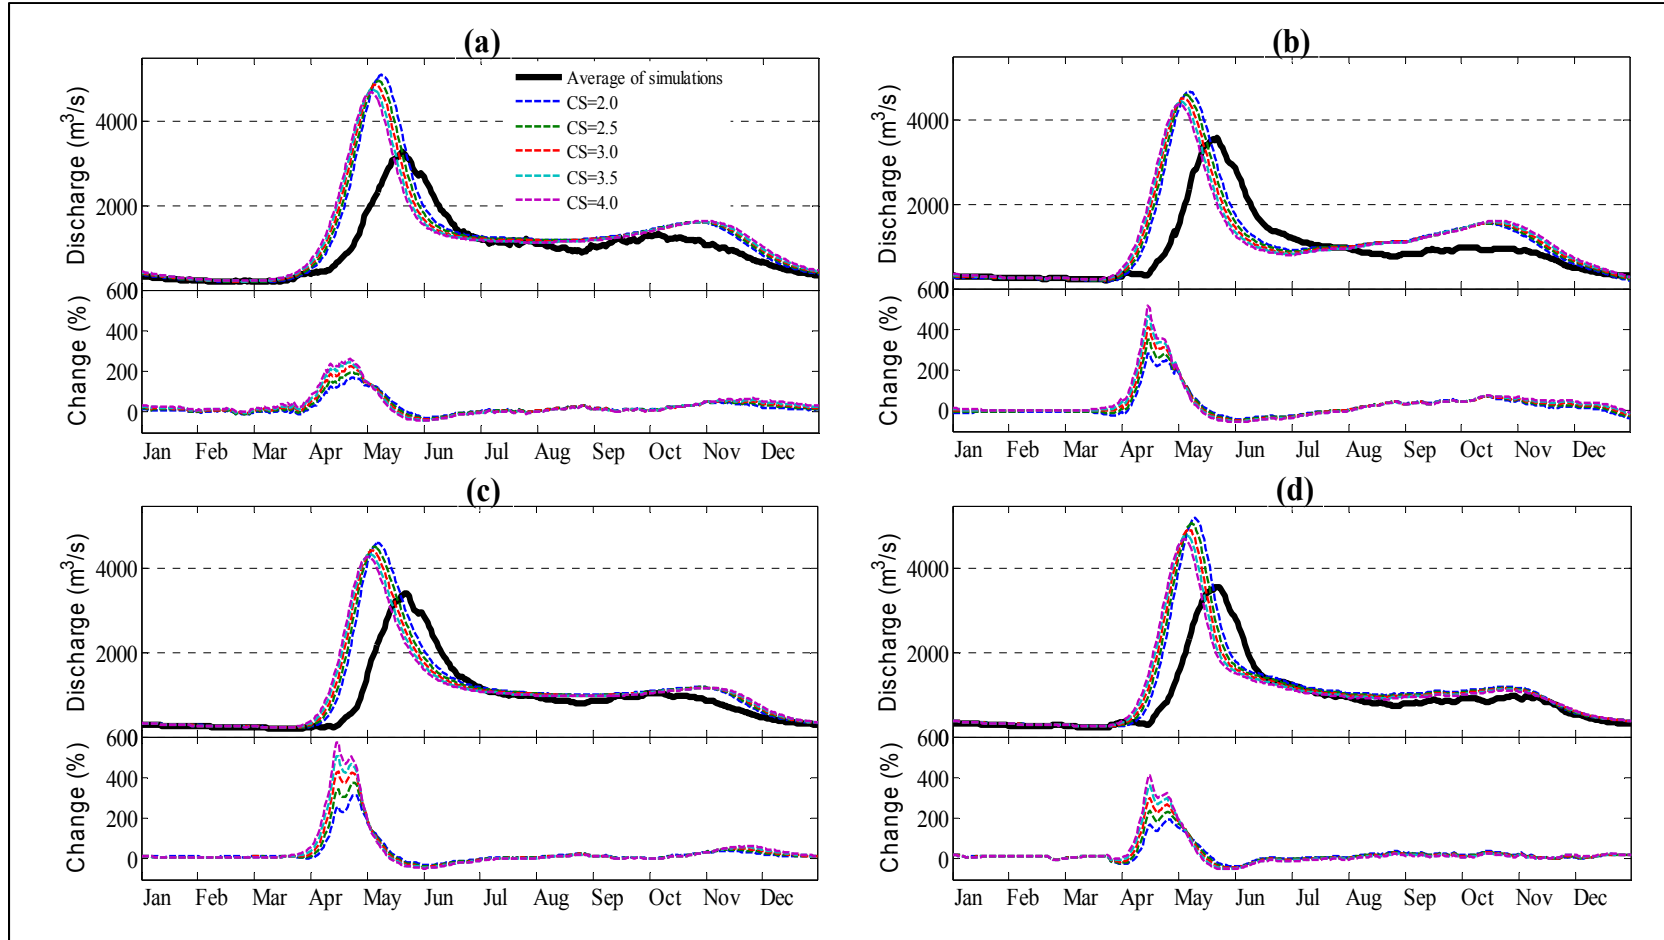 (a)
Discharge (m³/s)
4000
2000
Average of simulations
CS=2.0
CS=2.5
CS=3.0
CS=3.5
CS=4.0
Change (%)
600
400
200
0
Jan Feb Mar Apr May Jun Jul Aug Sep Oct Nov Dec
(b)
Discharge (m³/s)
4000
2000
Change (%)
600
400
200
0
Jan Feb Mar Apr May Jun Jul Aug Sep Oct Nov Dec
(c)
Discharge (m³/s)
4000
2000
Change (%)
600
400
200
0
Jan Feb Mar Apr May Jun Jul Aug Sep Oct Nov Dec
(d)
Discharge (m³/s)
4000
2000
Change (%)
600
400
200
0
Jan Feb Mar Apr May Jun Jul Aug Sep Oct Nov Dec